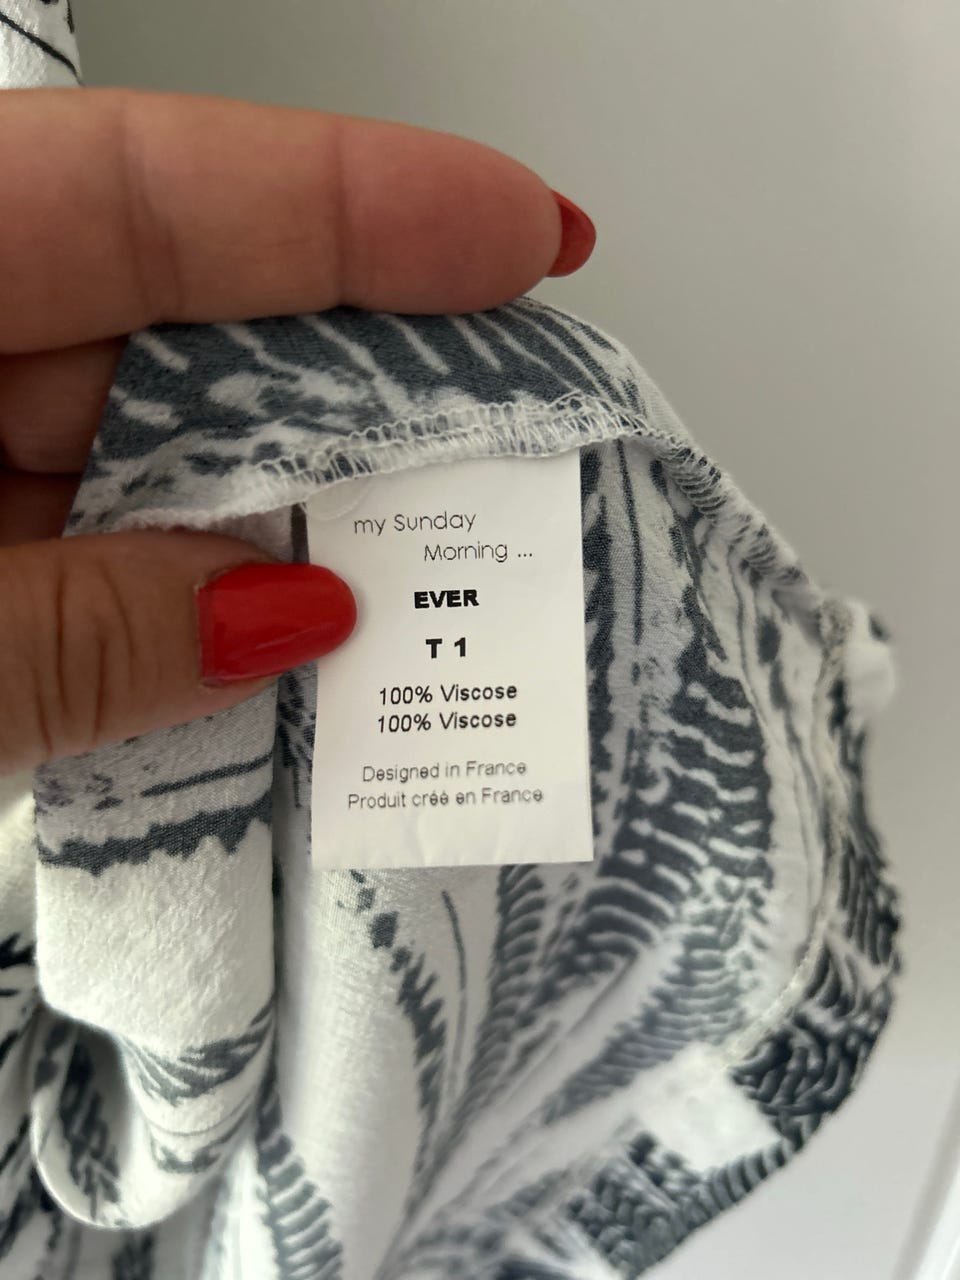 my Sunday
Morning ...
EVER
T 1
100% Viscose
100% Viscose
Designed in France
Produit créé en France